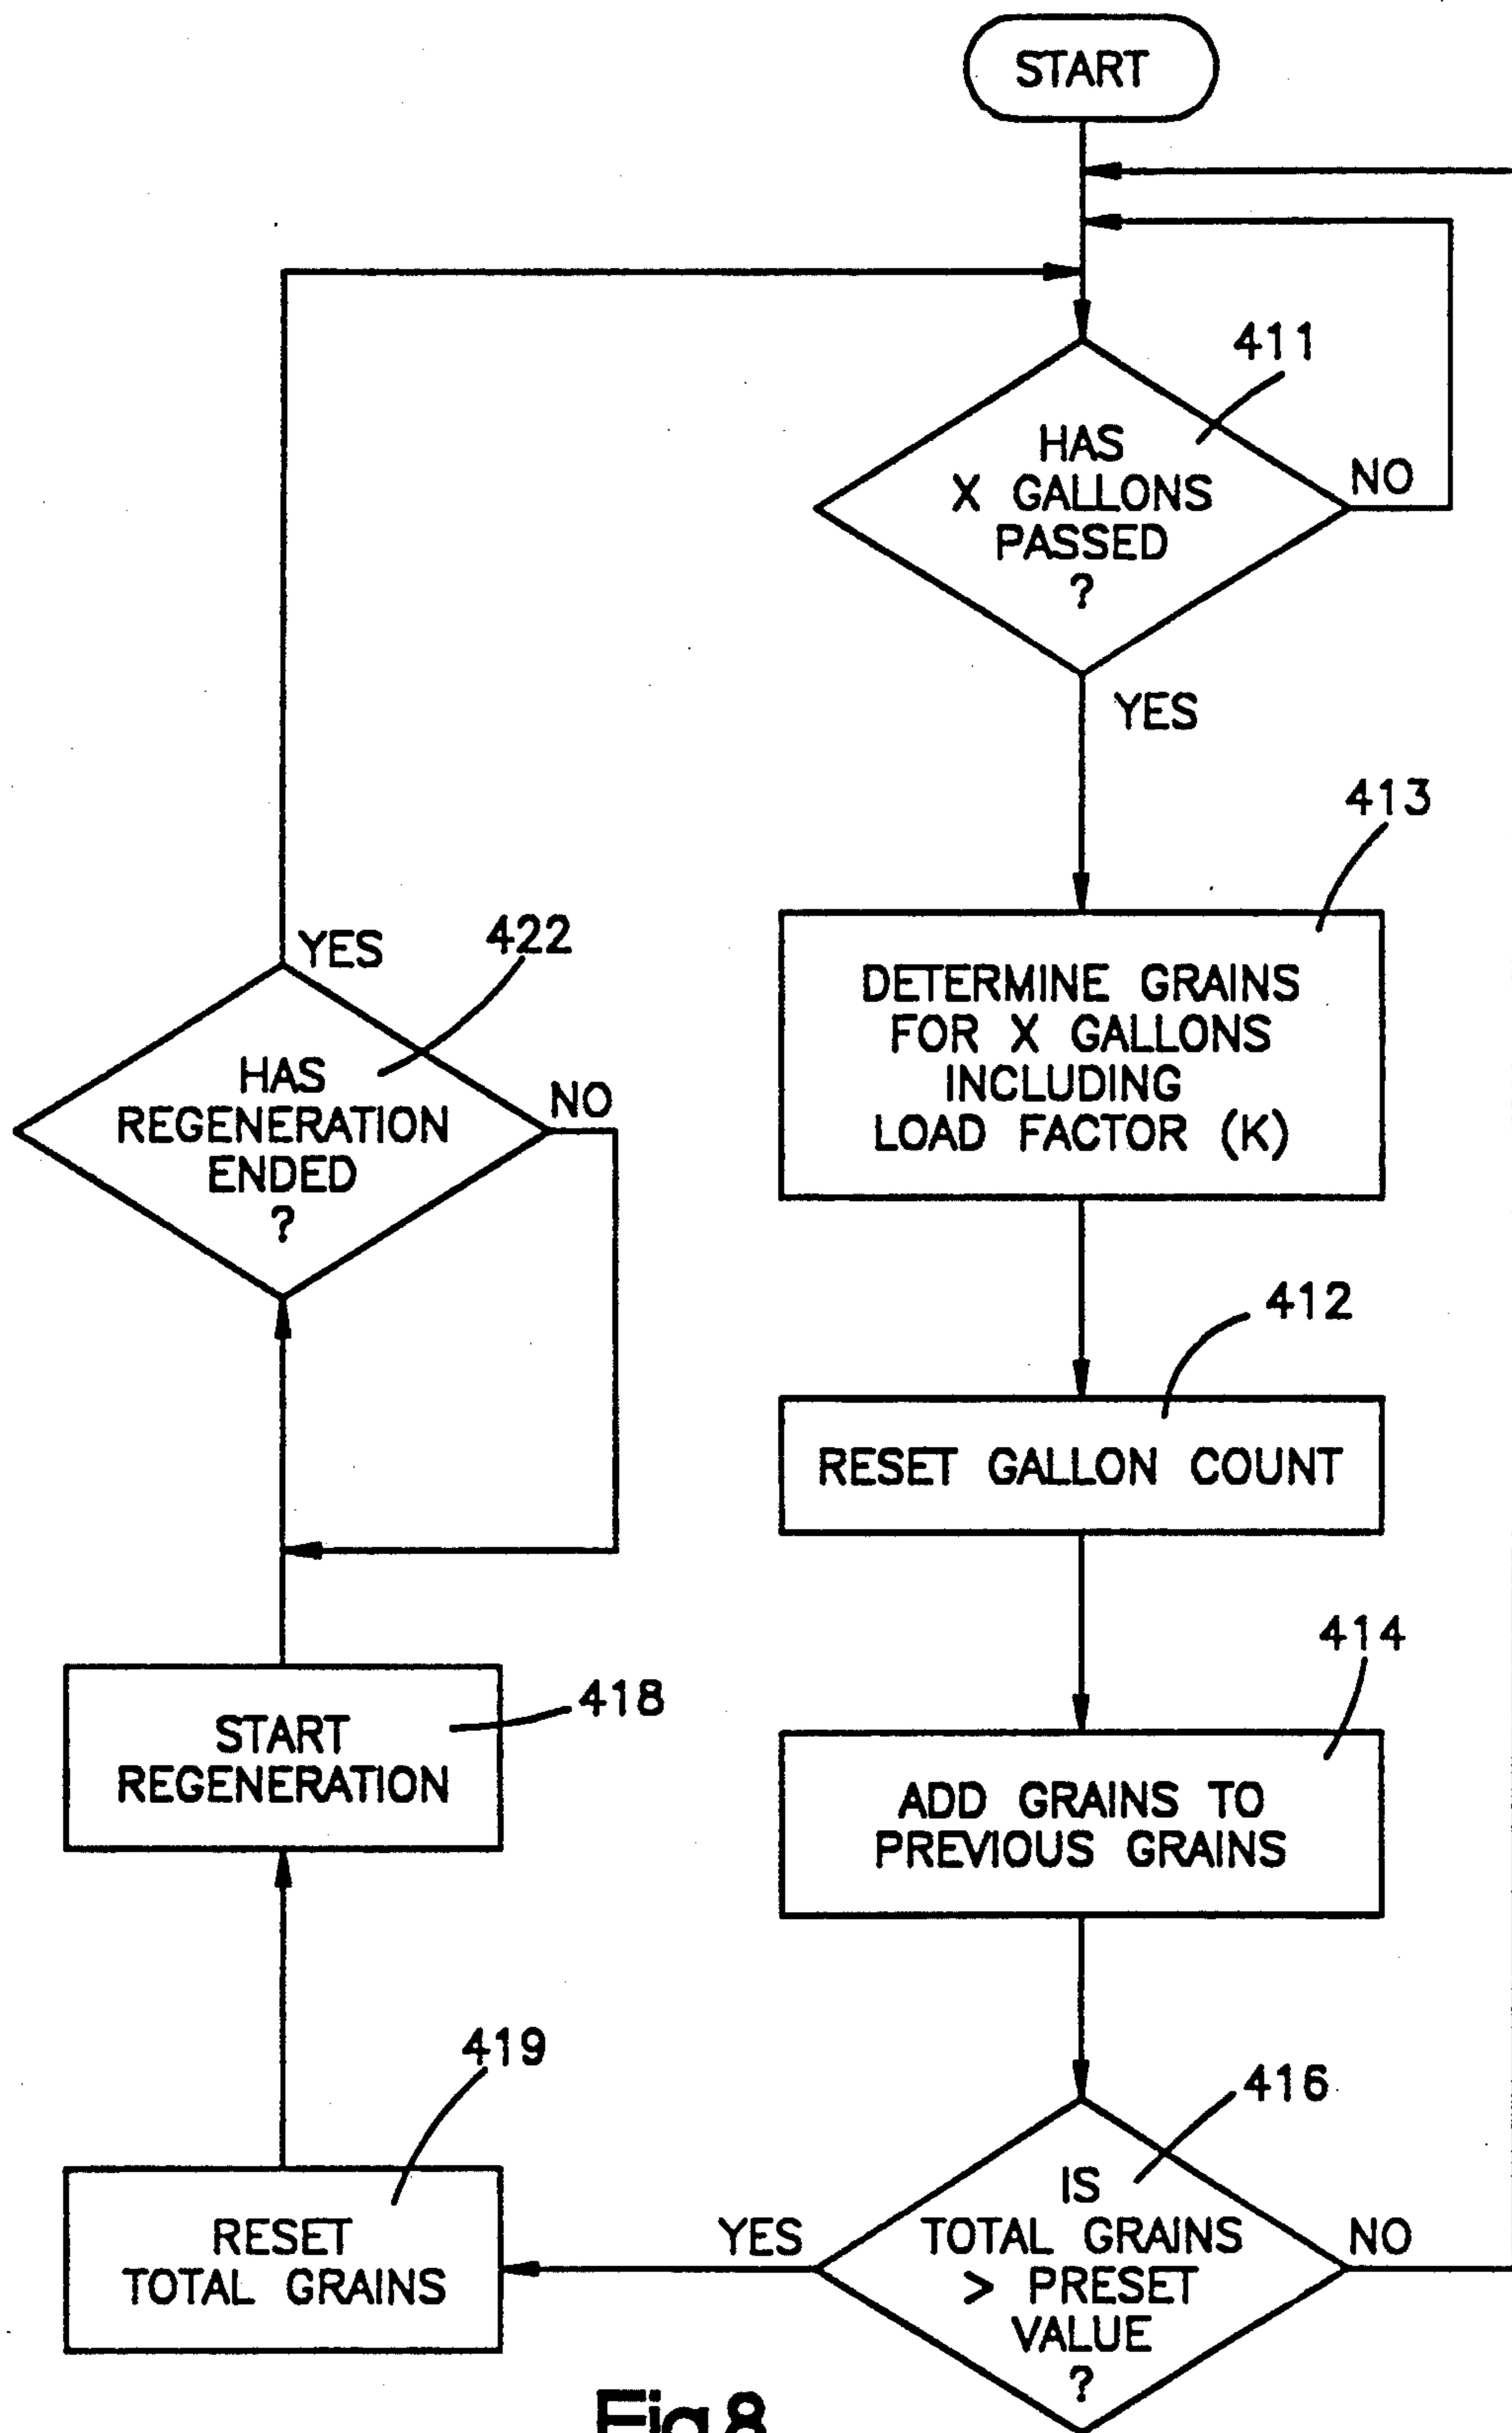 START
411
HAS
X GALLONS
PASSED
?
NO
YES
413
DETERMINE GRAINS
FOR X GALLONS
INCLUDING
LOAD FACTOR (K)
412
RESET GALLON COUNT
414
ADD GRAINS TO
PREVIOUS GRAINS
416
IS
TOTAL GRAINS
> PRESET
VALUE
?
NO
YES
419
RESET
TOTAL GRAINS
418
START
REGENERATION
422
HAS
REGENERATION
ENDED
?
NO
YES
Fig.8